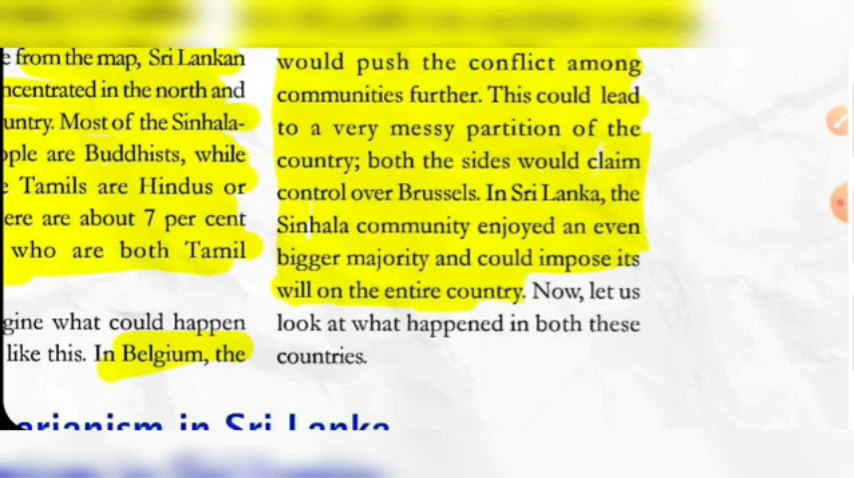 from the map, Sri Lankan
in the north and
Most of the Sinhala-
are Buddhists, while
Tamils are Hindus or
are about 7 per cent
who are both Tamil
what could happen
like this. In Belgium, the
would push the conflict among
communities further. This could lead
to a very messy partition of the
country; both the sides would claim
control over Brussels. In Sri Lanka, the
Sinhala community enjoyed an even
bigger majority and could impose its
will on the entire country. Now, let us
look at what happened in both these
countries.
in Sri Lanka